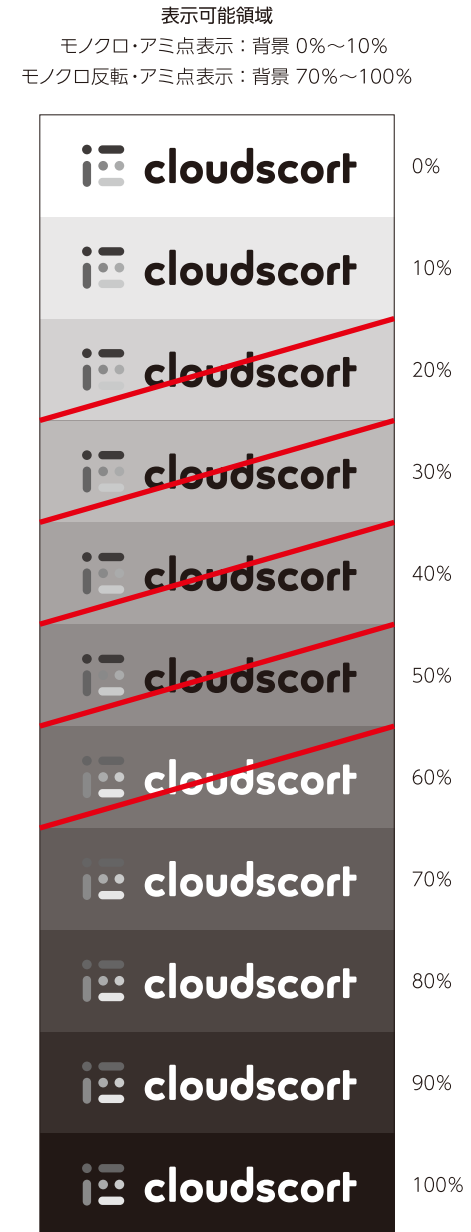 表示可能領域
モノクロ・アミ点表示：背景 0%～10%
モノクロ反転・アミ点表示：背景 70%～100%
cloudscort 0%
cloudscort 10%
cloudscort 20%
cloudscort 30%
cloudscort 40%
cloudscort 50%
cloudscort 60%
cloudscort 70%
cloudscort 80%
cloudscort 90%
cloudscort 100%